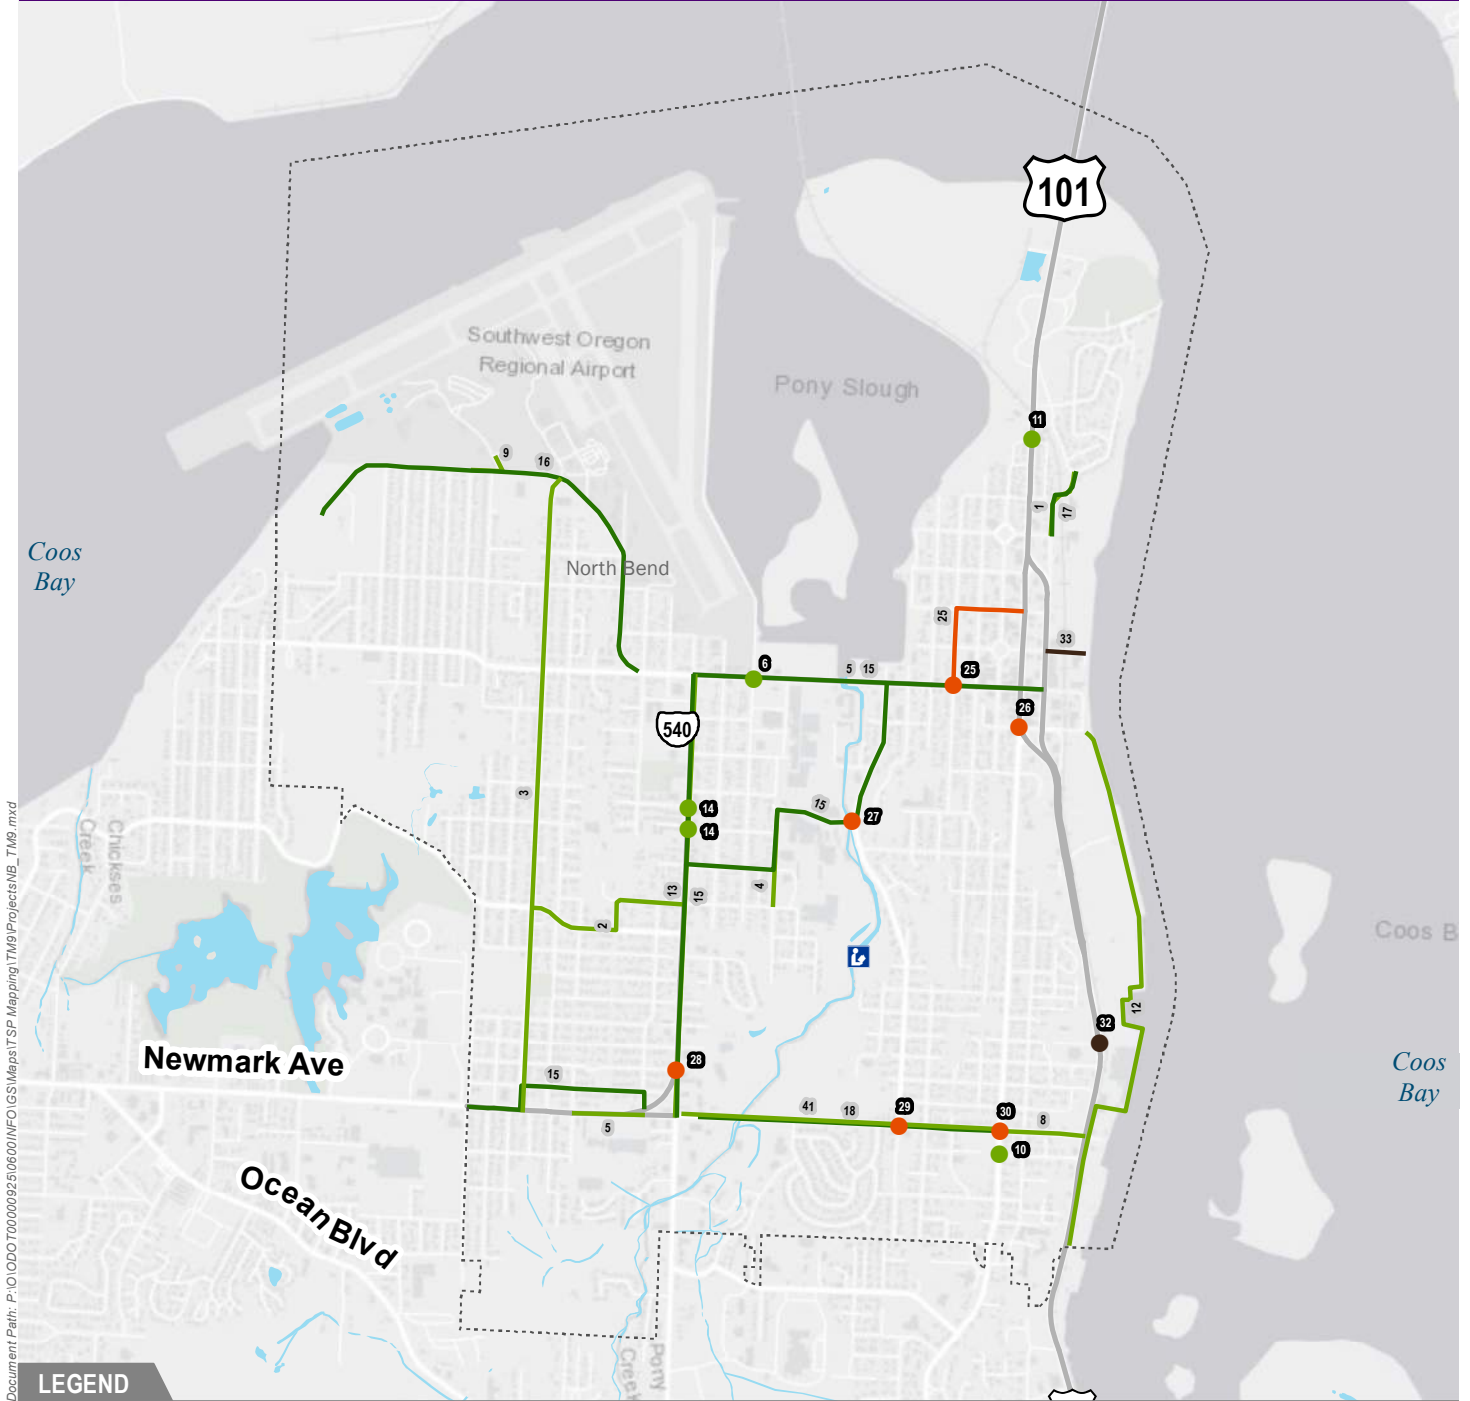 101
Southwest Oregon
Regional Airport
Pony Slough
11
9
16
1
17
Coos
Bay
North Bend
25
33
6
5
15
25
26
540
3
14
14
15
27
13
15
4
2
Coos B
Chickses
Creek
12
32
Newmark Ave
28
15
Coos
Bay
41
18
29
30
8
5
10
Ocean Blvd
Pony
Creek
Document Path: P:\O\ODOT00000925\0600INFO\GS\Maps\TSP Mapping\TM9\ProjectsNB_TM9.mxd
LEGEND